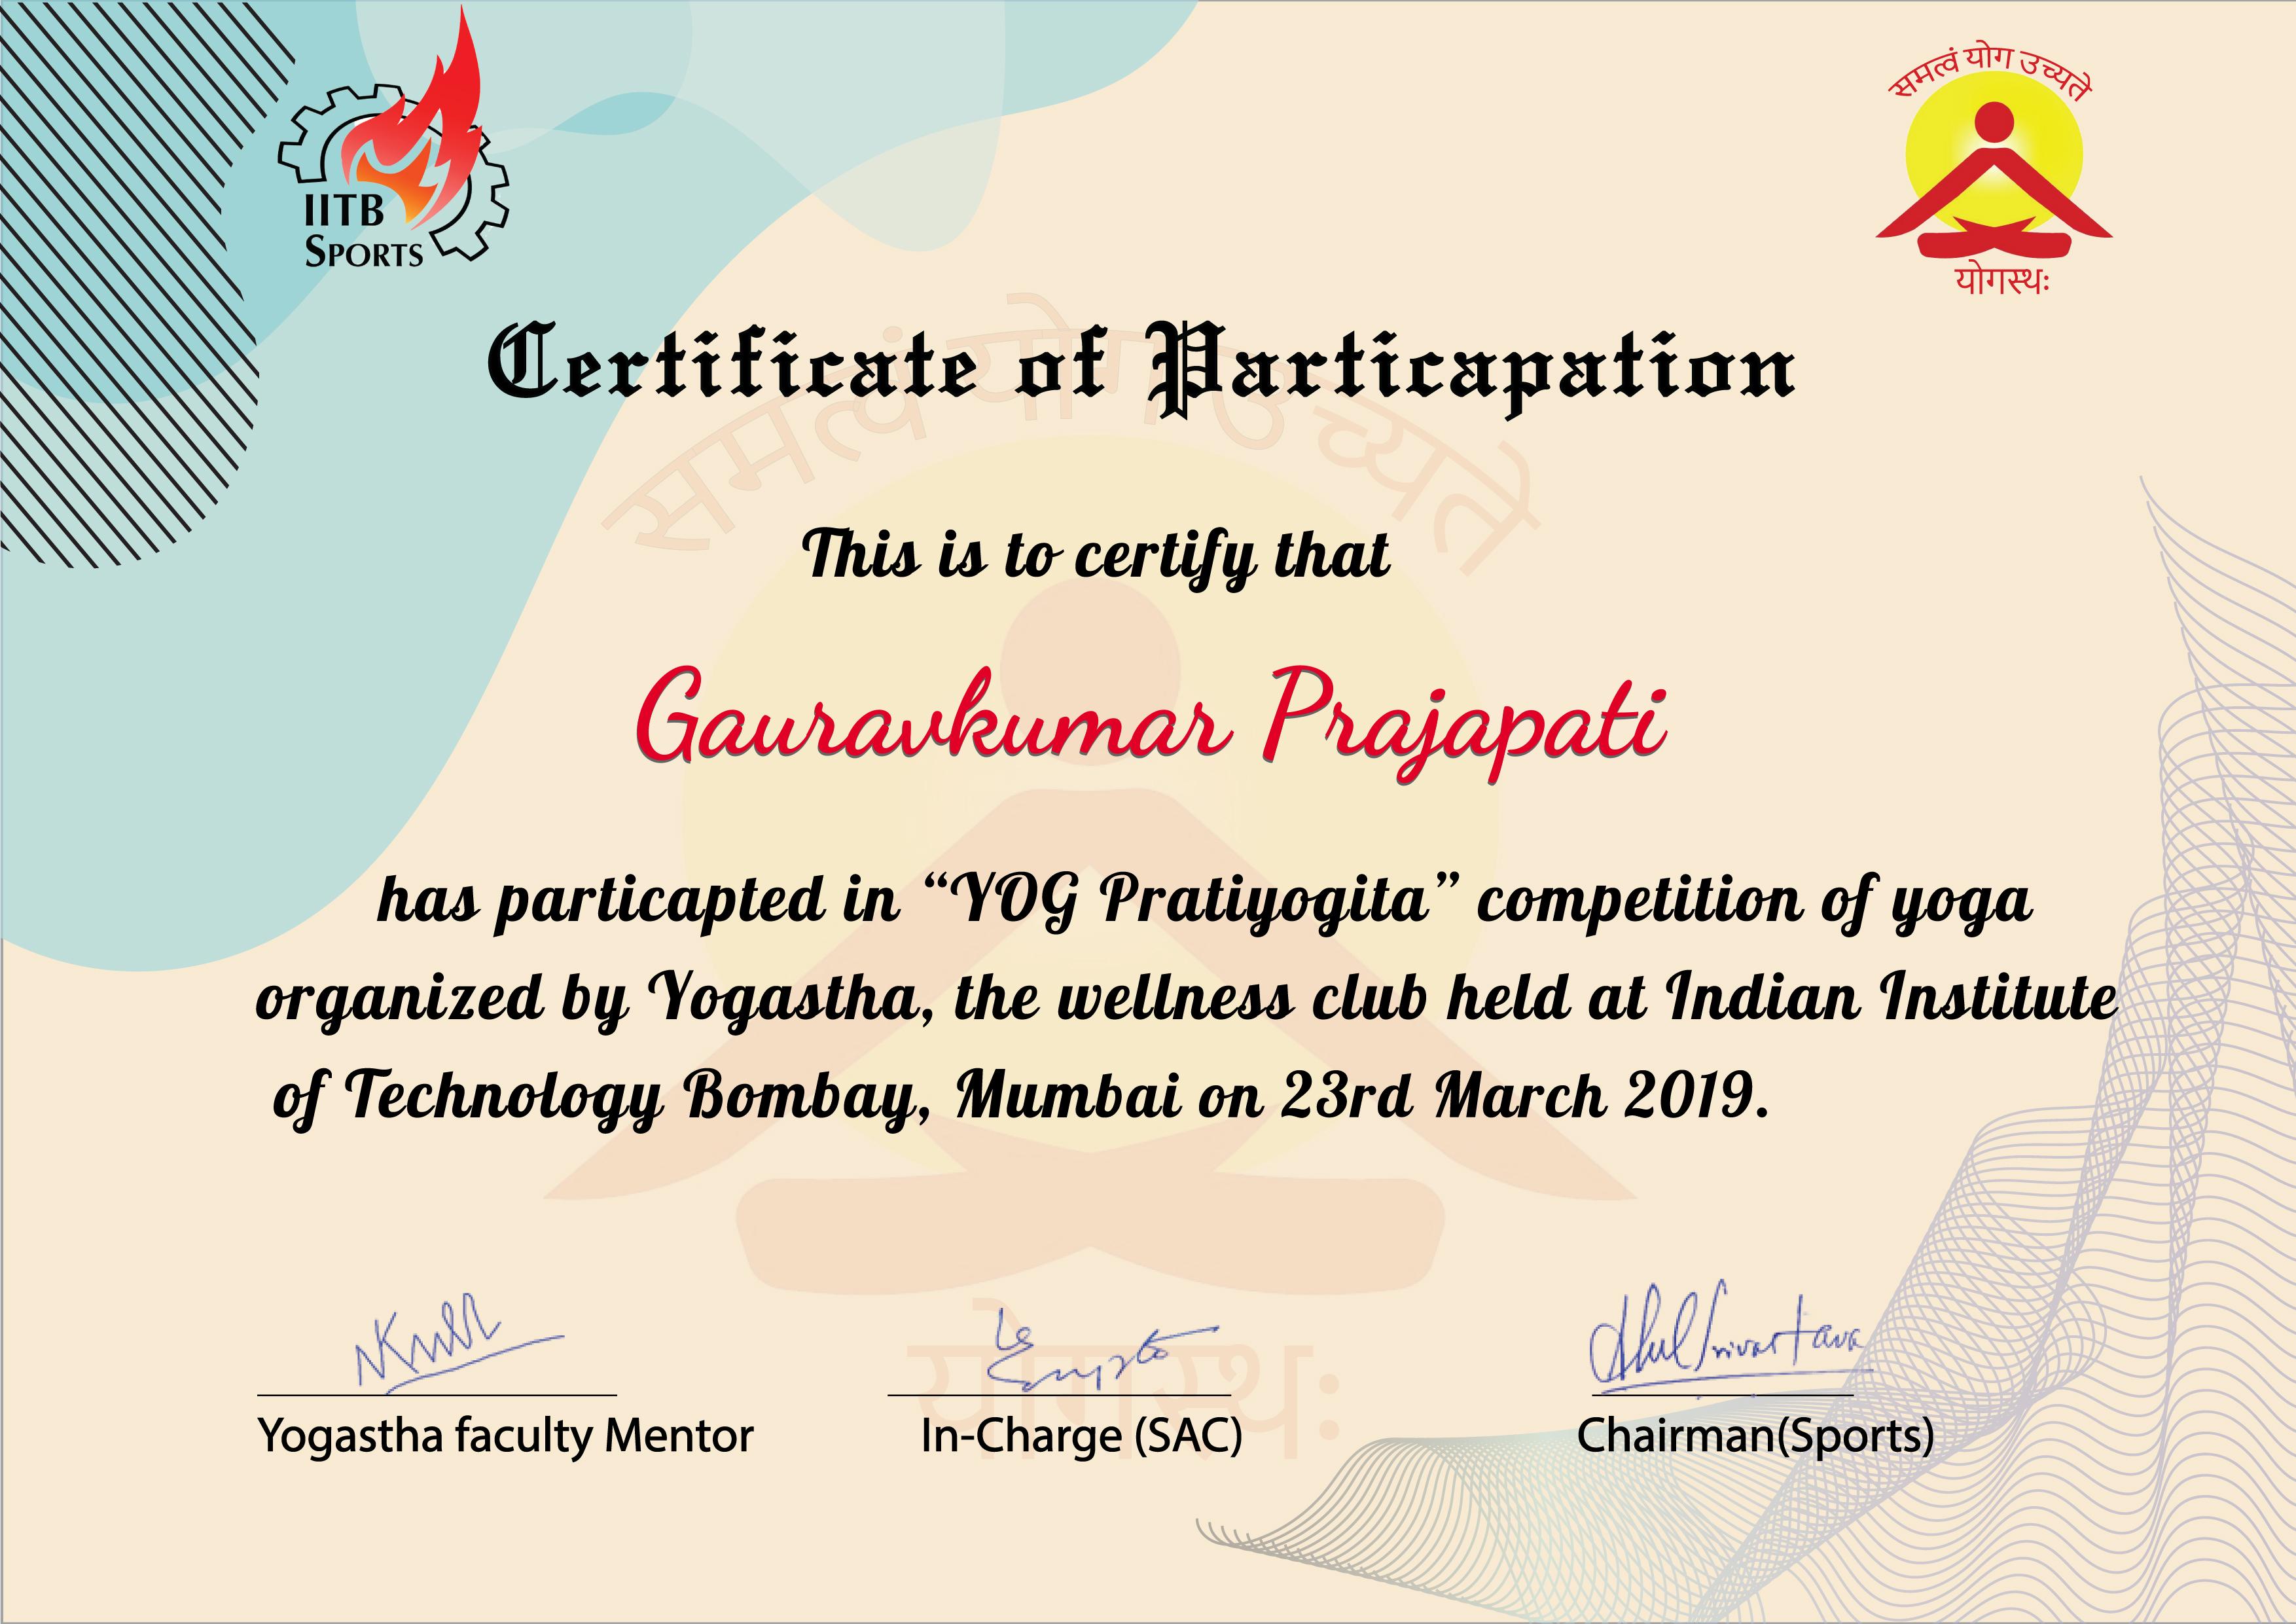 IITB
SPORTS
समत्वं योग उच्यते
योगस्थः
Certificate of Particapation
This is to certify that
Gauravkumar Prajapati
has particapted in “YOG Pratiyogita” competition of yoga
organized by Yogastha, the wellness club held at Indian Institute
of Technology Bombay, Mumbai on 23rd March 2019.
Yogastha faculty Mentor
In-Charge (SAC)
Chairman(Sports)